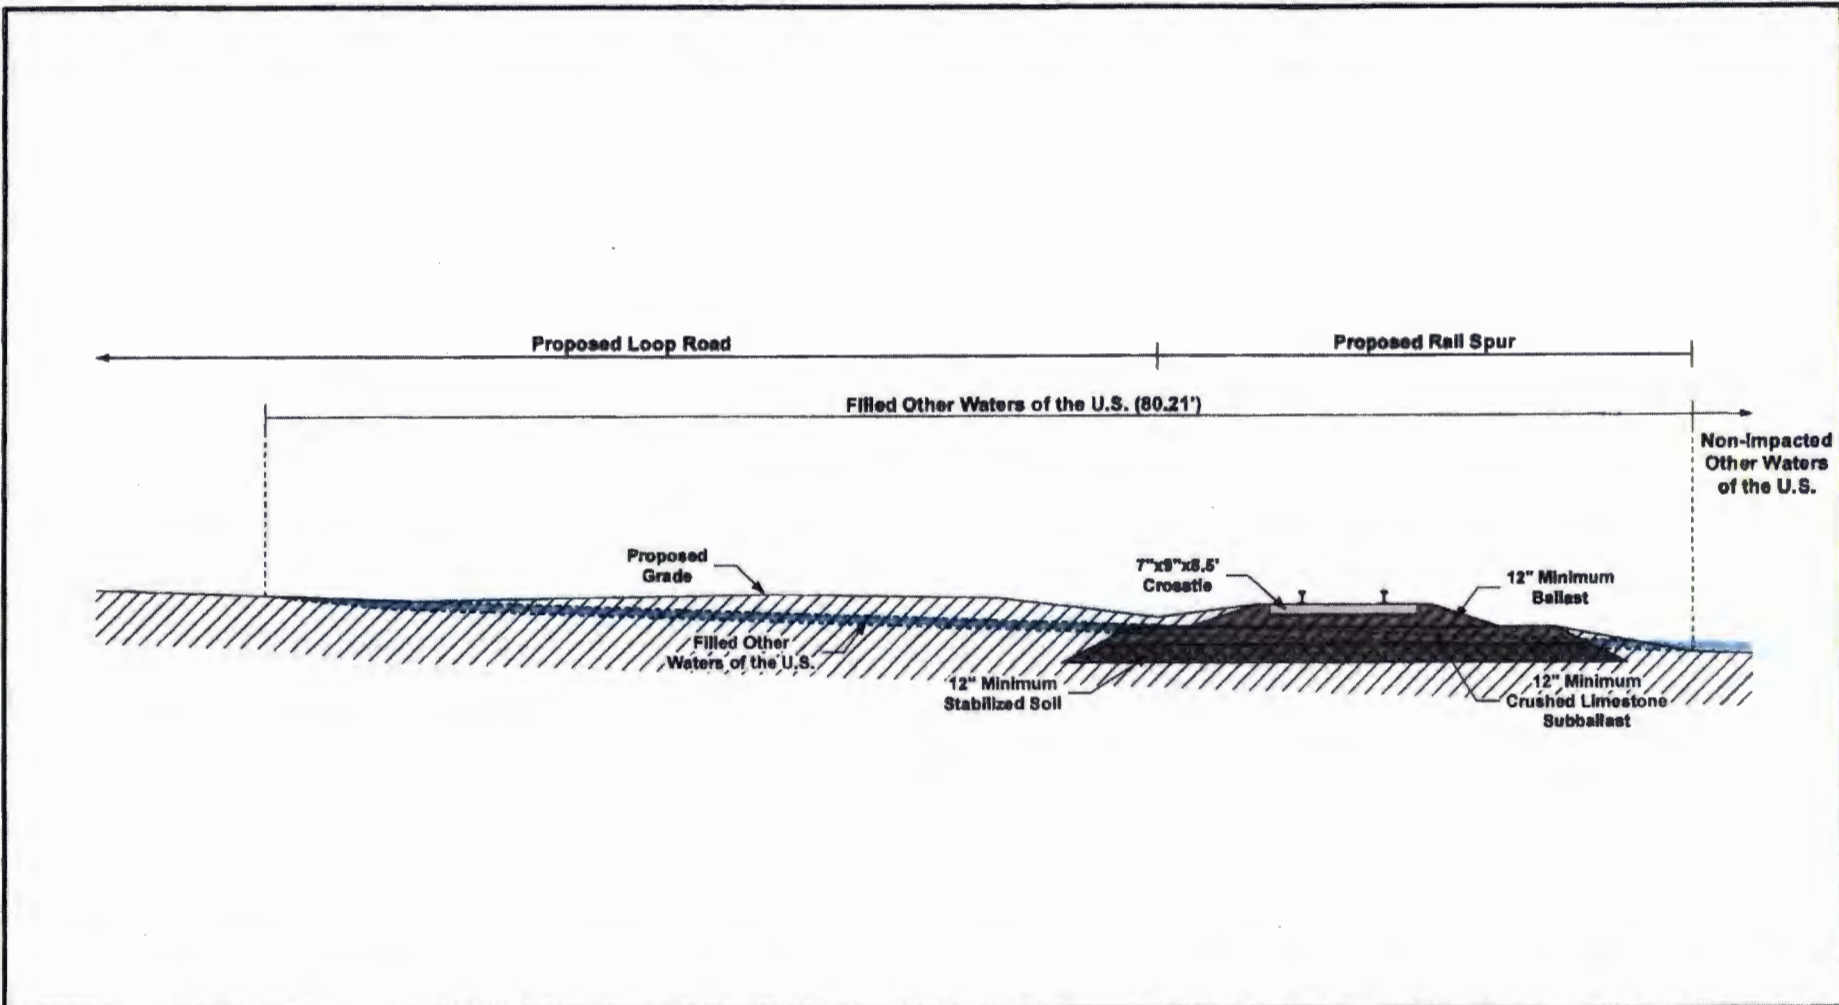 Proposed Loop Road
Proposed Rail Spur
Filled Other Waters of the U.S. (80.21')
Non-Impacted
Other Waters
of the U.S.
Proposed
Grade
7"x9"x8.5'
Crosstie
12" Minimum
Ballast
Filled Other
Waters of the U.S.
12" Minimum
Stabilized Soil
12" Minimum
Crushed Limestone
Subballast